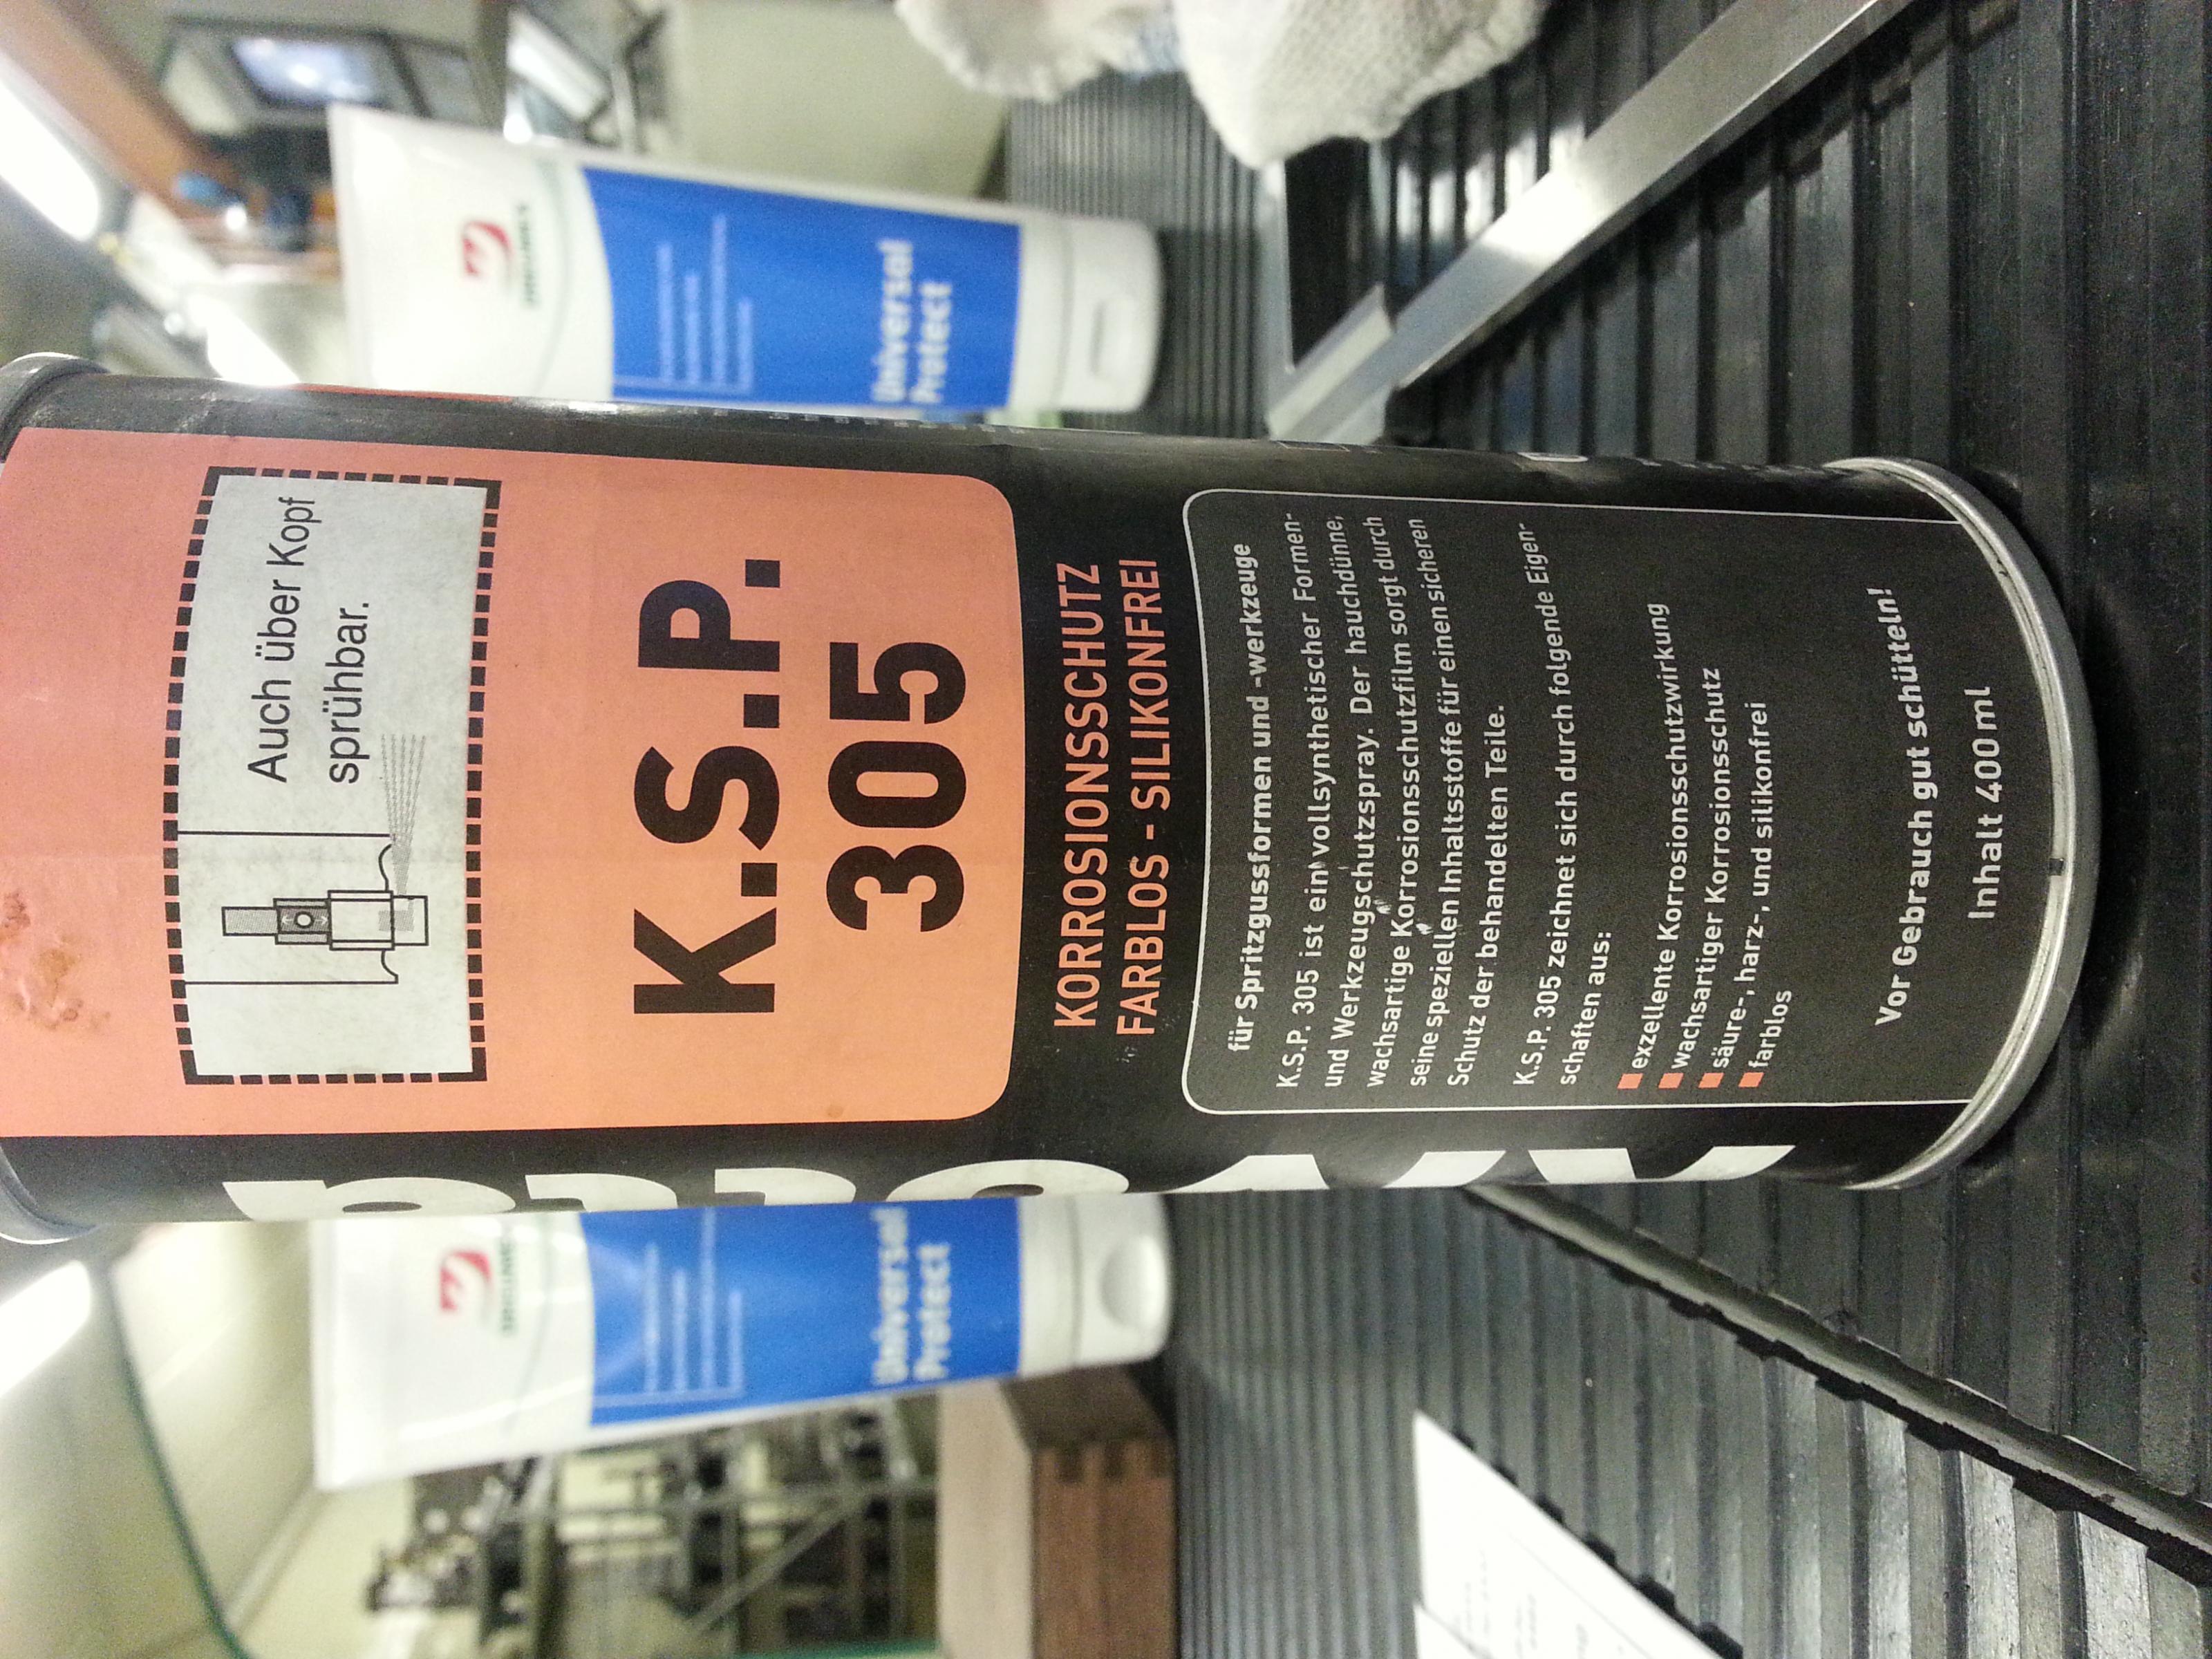 Auch über Kopf
sprühbar.
K.S.P.
305
KORROSIONSSCHUTZ
FARBLOS - SILIKONFREI
für Spritzgussformen und -werkzeuge
K.S.P. 305 ist ein vollsynthetischer Formen-
und Werkzeugschutzspray. Der hauchdünne,
wachsartige Korrosionsschutzfilm sorgt durch
seine speziellen Inhaltsstoffe für einen sicheren
Schutz der behandelten Teile.
K.S.P. 305 zeichnet sich durch folgende Eigen-
schaften aus:
exzellente Korrosionsschutzwirkung
wachsartiger Korrosionsschutz
säure-, harz-, und silikonfrei
farblos
Vor Gebrauch gut schütteln!
Inhalt 400 ml
Universal
Protect
Universal
Protect